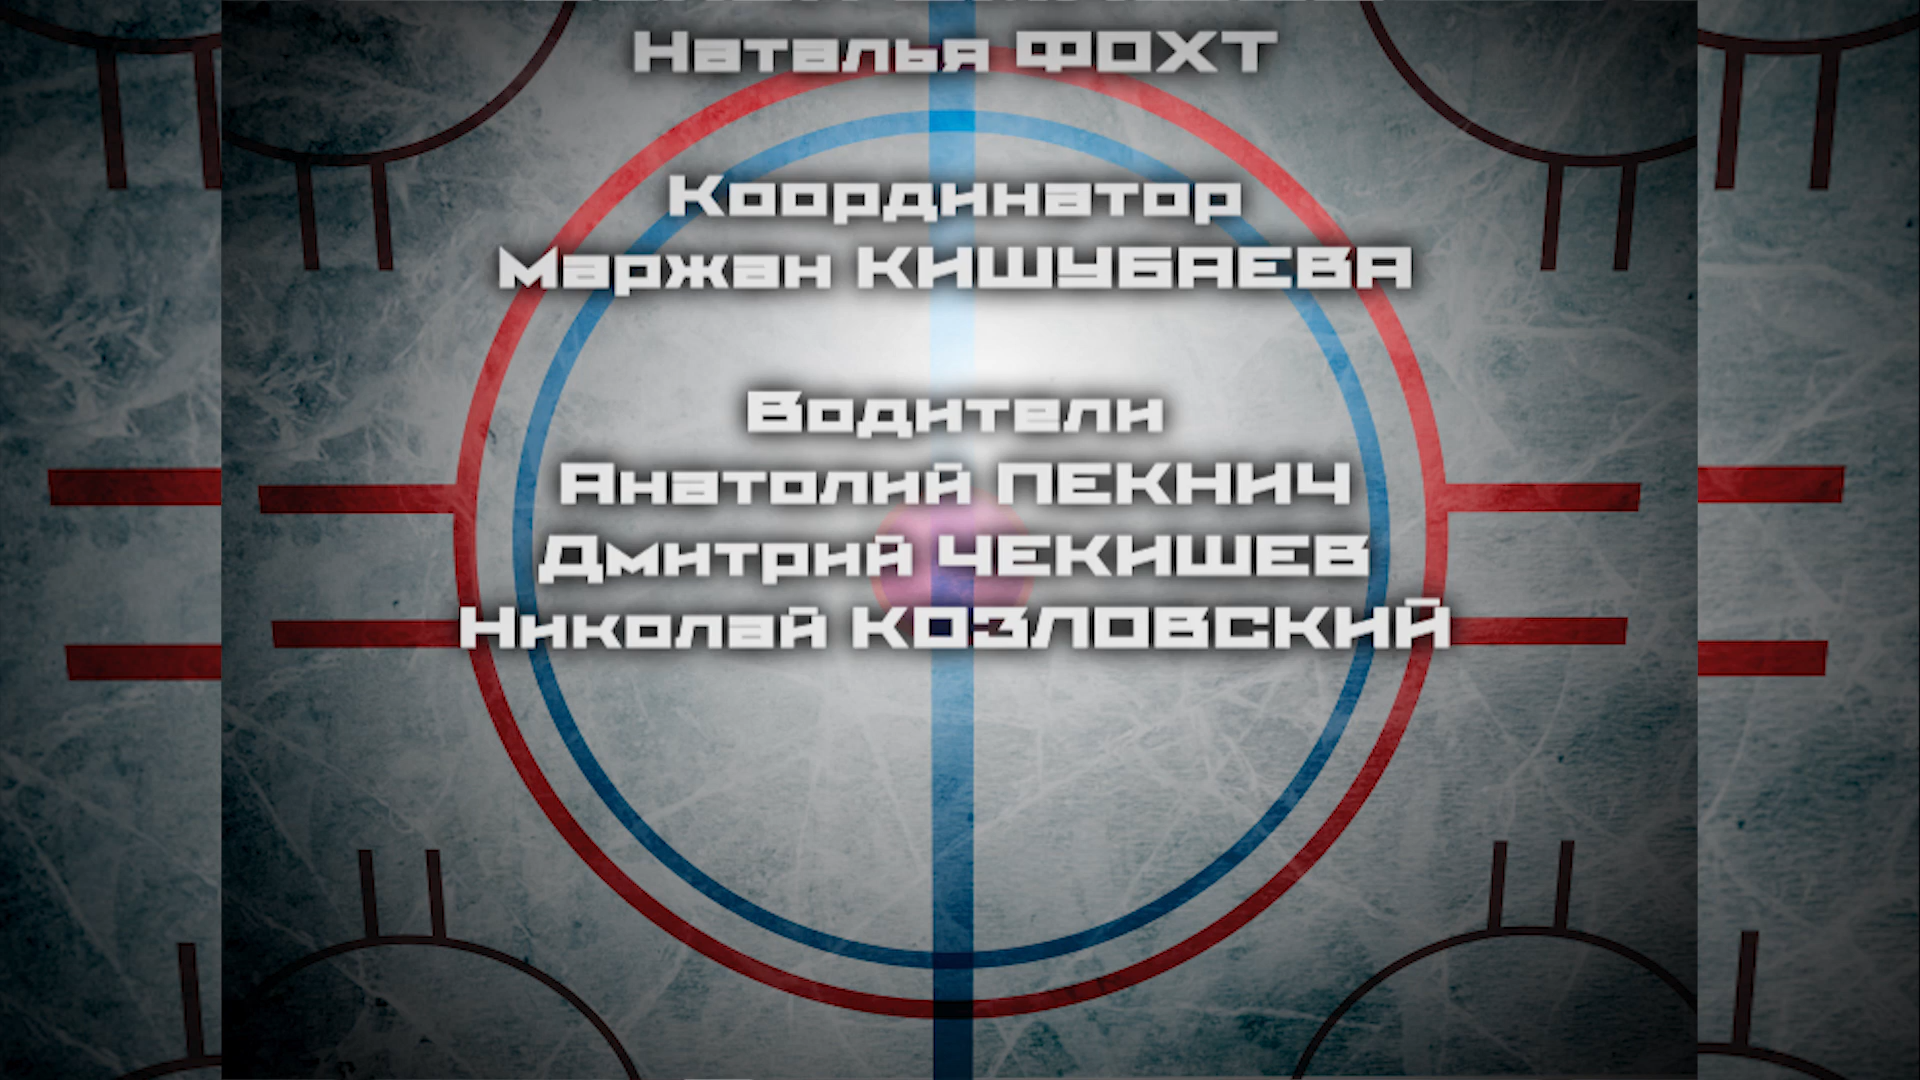 Наталья ФОХТ
Координатор
Маржан КИШУБАЕВА
Водители
Анатолий ПЕКНИЧ
Дмитрий ЧЕКИШЕВ
Николай КОЗЛОВСКИЙ